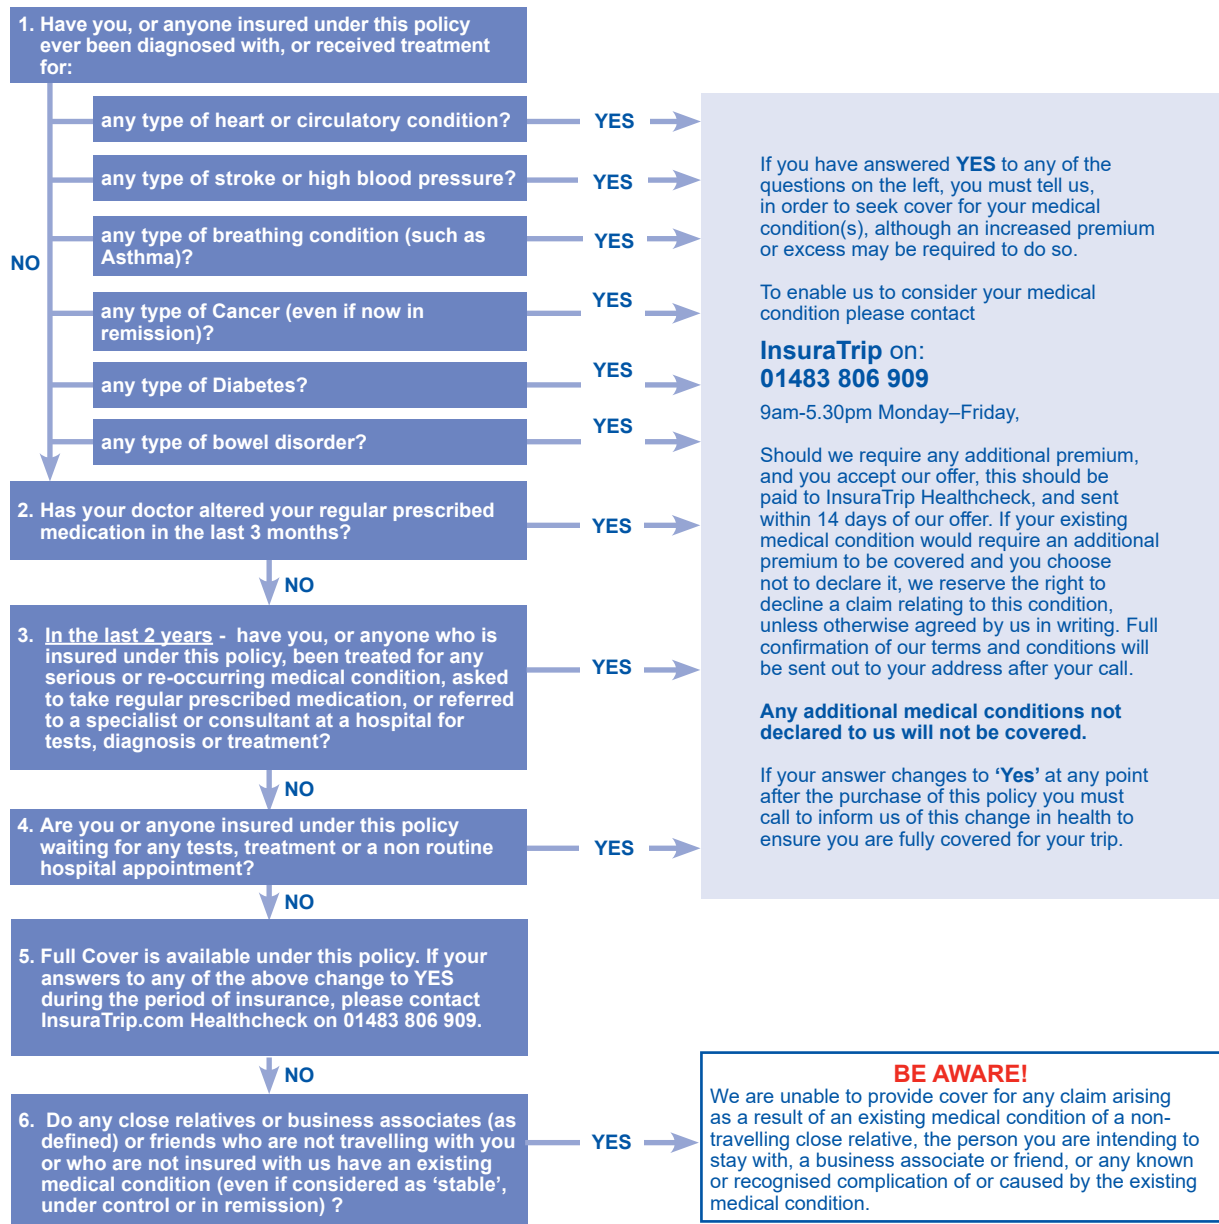 1. Have you, or anyone insured under this policy
ever been diagnosed with, or received treatment
for:
any type of heart or circulatory condition?
YES
any type of stroke or high blood pressure?
YES
any type of breathing condition (such as
Asthma)?
YES
NO
any type of Cancer (even if now in
remission)?
YES
any type of Diabetes?
YES
any type of bowel disorder?
YES
2. Has your doctor altered your regular prescribed
medication in the last 3 months?
YES
NO
3. In the last 2 years - have you, or anyone who is
insured under this policy, been treated for any
serious or re-occurring medical condition, asked
to take regular prescribed medication, or referred
to a specialist or consultant at a hospital for
tests, diagnosis or treatment?
YES
NO
4. Are you or anyone insured under this policy
waiting for any tests, treatment or a non routine
hospital appointment?
YES
NO
If you have answered YES to any of the
questions on the left, you must tell us,
in order to seek cover for your medical
condition(s), although an increased premium
or excess may be required to do so.
To enable us to consider your medical
condition please contact
InsuraTrip on:
01483 806 909
9am-5.30pm Monday–Friday,
Should we require any additional premium,
and you accept our offer, this should be
paid to InsuraTrip Healthcheck, and sent
within 14 days of our offer. If your existing
medical condition would require an additional
premium to be covered and you choose
not to declare it, we reserve the right to
decline a claim relating to this condition,
unless otherwise agreed by us in writing. Full
confirmation of our terms and conditions will
be sent out to your address after your call.
Any additional medical conditions not
declared to us will not be covered.
If your answer changes to ‘Yes’ at any point
after the purchase of this policy you must
call to inform us of this change in health to
ensure you are fully covered for your trip.
5. Full Cover is available under this policy. If your
answers to any of the above change to YES
during the period of insurance, please contact
InsuraTrip.com Healthcheck on 01483 806 909.
NO
6. Do any close relatives or business associates (as
defined) or friends who are not travelling with you
or who are not insured with us have an existing
medical condition (even if considered as ‘stable’,
under control or in remission) ?
YES
BE AWARE!
We are unable to provide cover for any claim arising
as a result of an existing medical condition of a non-
travelling close relative, the person you are intending to
stay with, a business associate or friend, or any known
or recognised complication of or caused by the existing
medical condition.